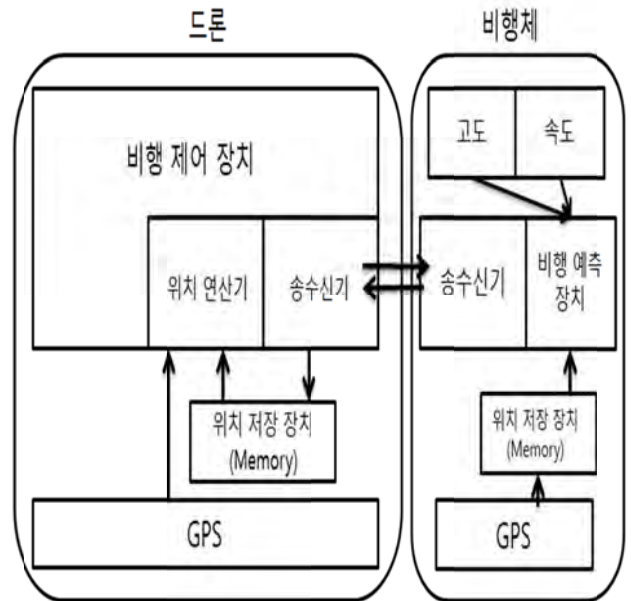 드론
비행 제어 장치
위치 연산기
송수신기
위치 저장 장치
(Memory)
GPS
비행체
고도
속도
송수신기
비행 예측
장치
위치 저장 장치
(Memory)
GPS